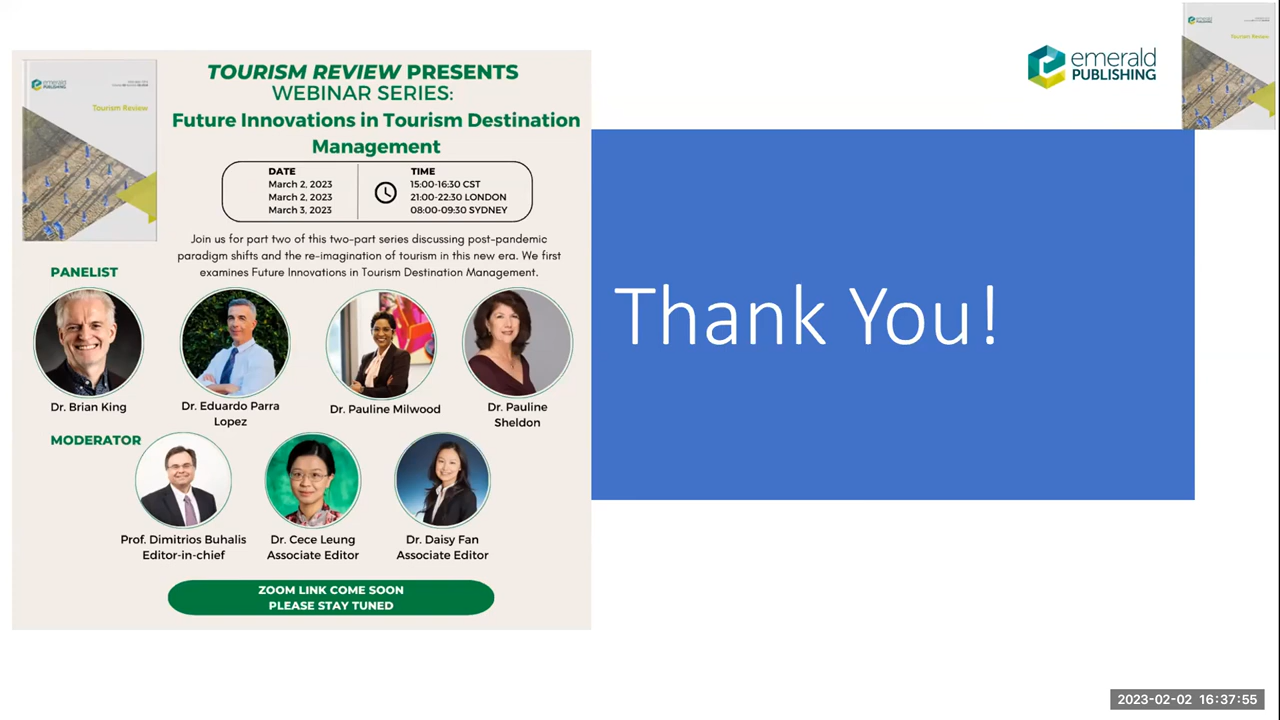 TOURISM REVIEW PRESENTS
WEBINAR SERIES:
Future Innovations in Tourism Destination
Management
emerald
PUBLISHING
Tourism Review
DATE
March 2, 2023
March 2, 2023
March 3, 2023
TIME
15:00-16:30 CST
21:00-22:30 LONDON
08:00-09:30 SYDNEY
Join us for part two of this two-part series discussing post-pandemic
paradigm shifts and the re-imagination of tourism in this new era. We first
examines Future Innovations in Tourism Destination Management.
PANELIST
Dr. Brian King
Dr. Eduardo Parra
Lopez
Dr. Pauline Milwood
Dr. Pauline
Sheldon
MODERATOR
Prof. Dimitrios Buhalis
Editor-in-chief
Dr. Cece Leung
Associate Editor
Dr. Daisy Fan
Associate Editor
ZOOM LINK COME SOON
PLEASE STAY TUNED
emerald
PUBLISHING
Tourism Review
Thank You!
2023-02-02 16:37:55